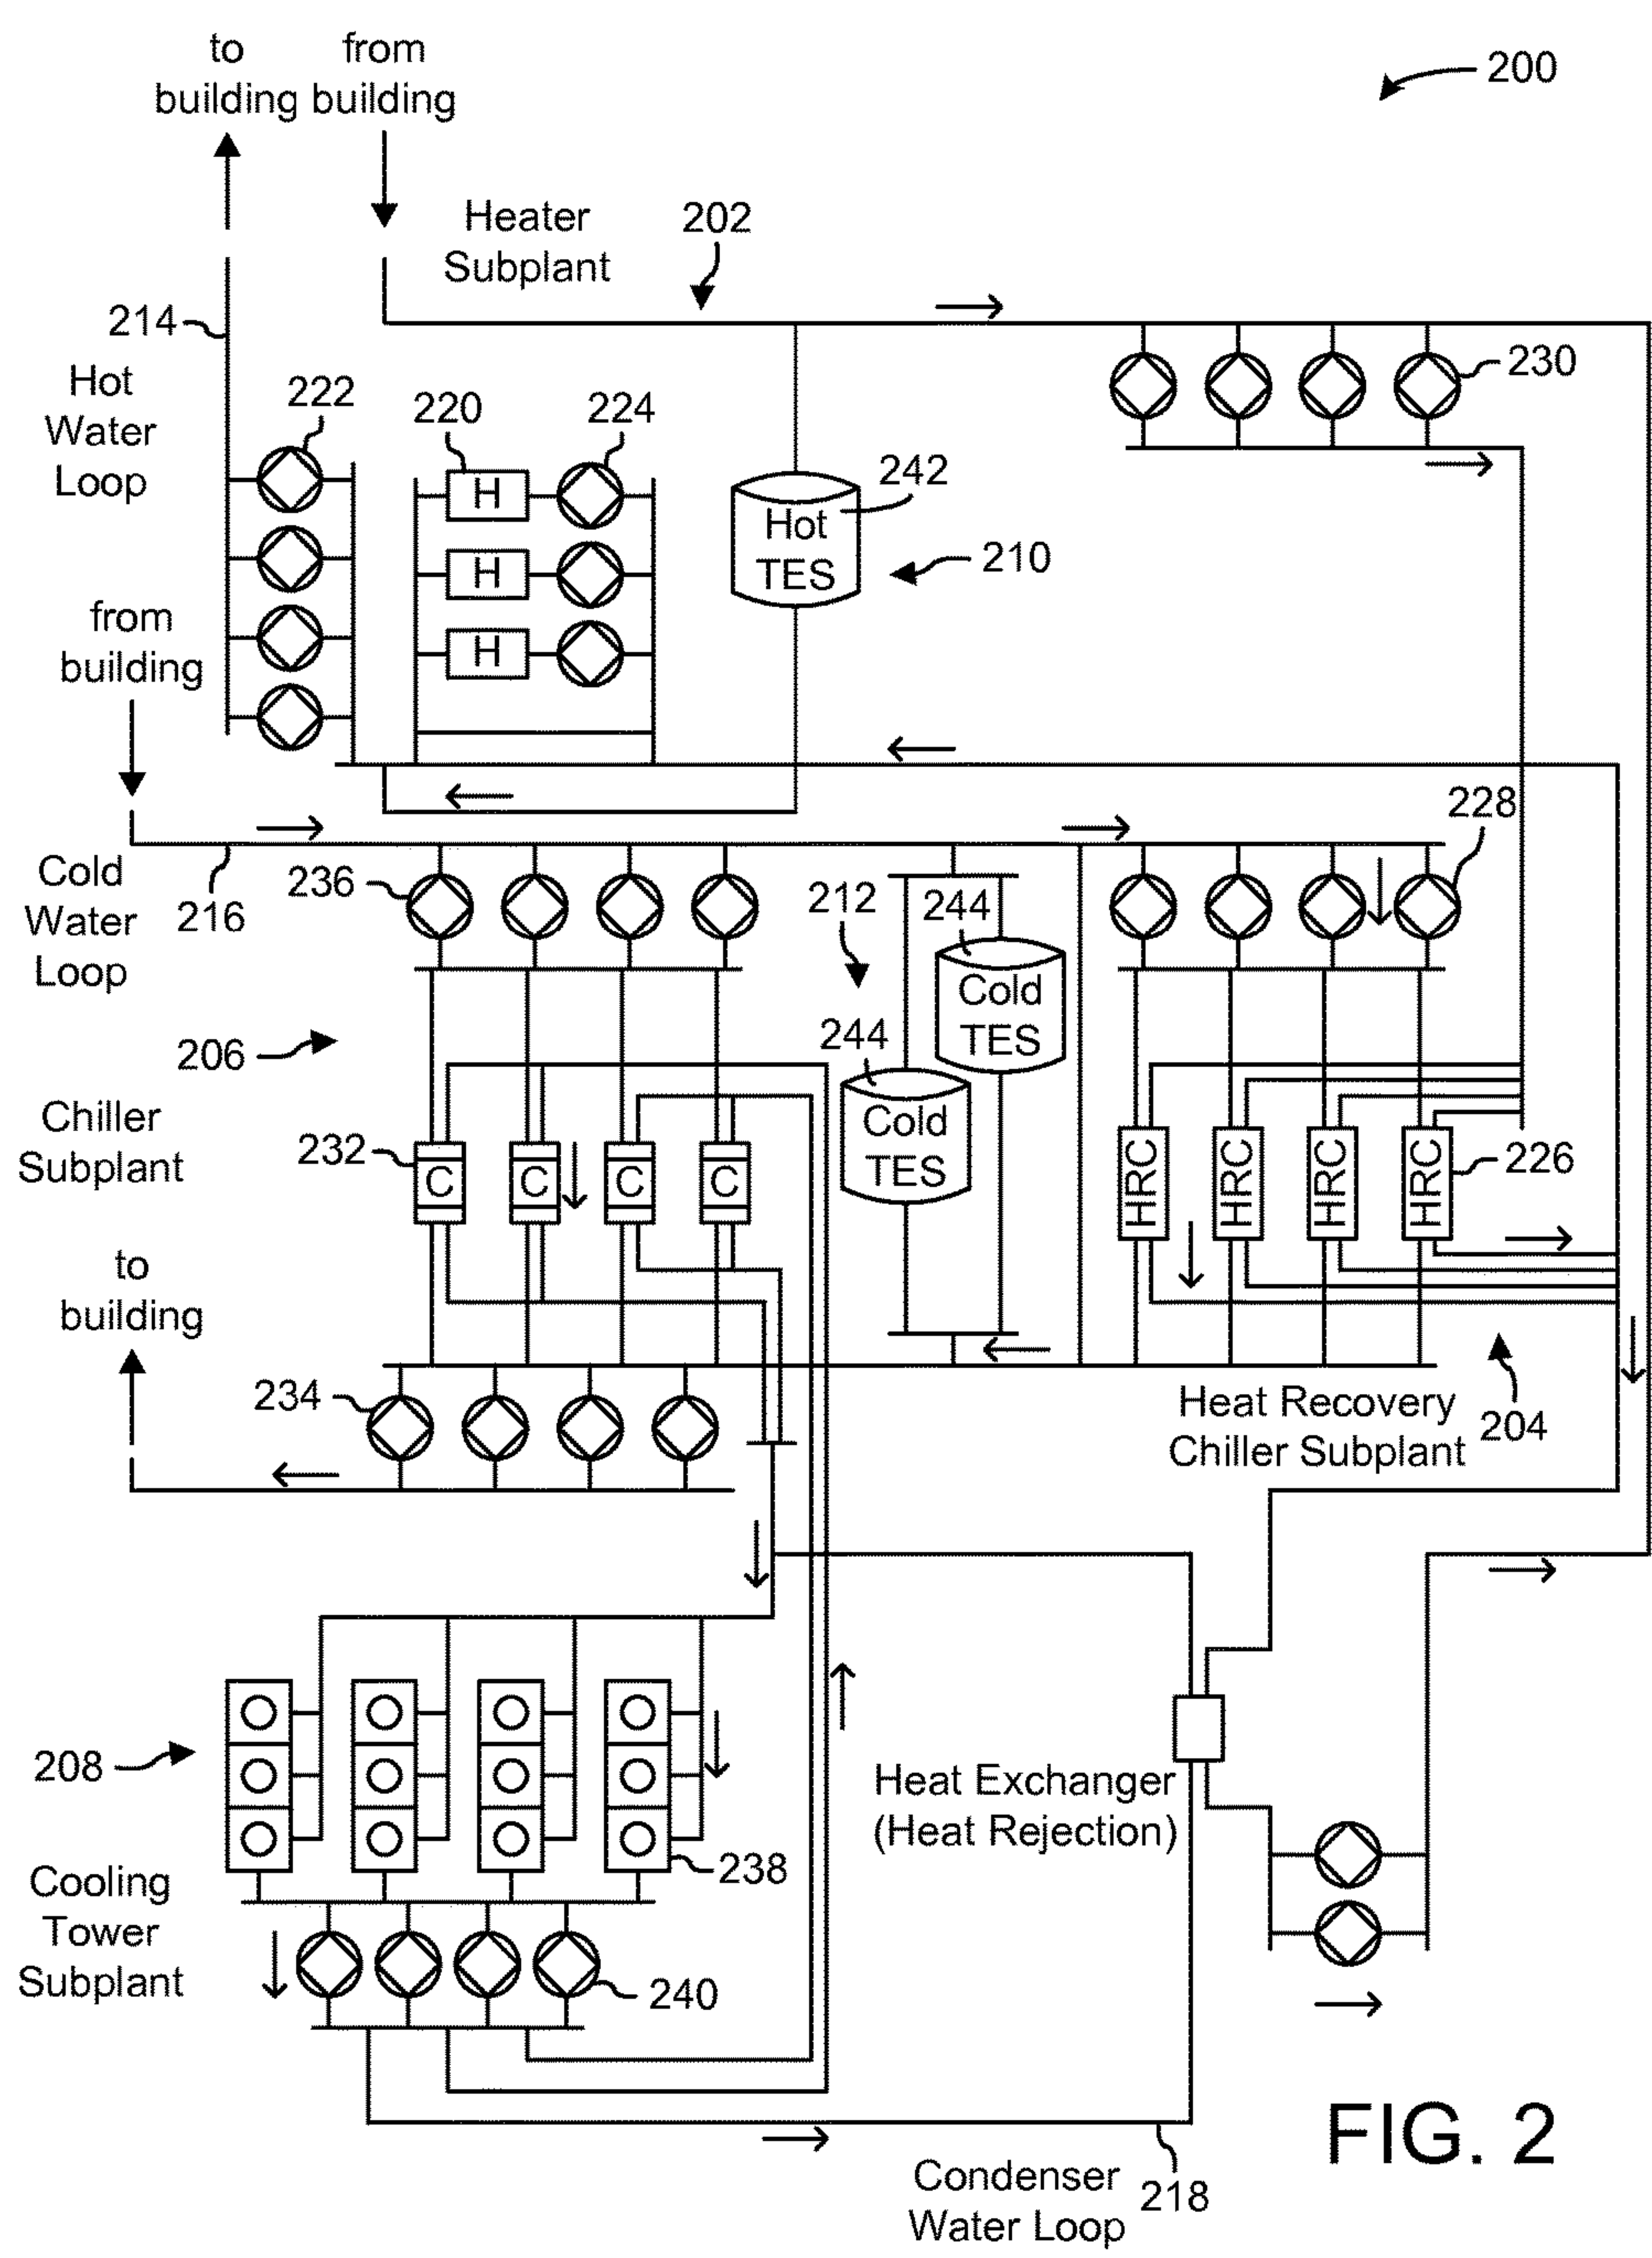 to from
building building
200
Heater
Subplant
202
214
Hot
Water
Loop
222
220
224
230
H
H
H
Hot
TES
242
210
from
building
228
Cold
Water
Loop
216
236
212
244
Cold
TES
244
Cold
TES
206
Chiller
Subplant
232
C
C
C
C
HRC
HRC
HRC
HRC
226
to
building
234
Heat Recovery
Chiller Subplant
204
208
Heat Exchanger
(Heat Rejection)
238
Cooling
Tower
Subplant
240
Condenser
Water Loop
218
FIG. 2